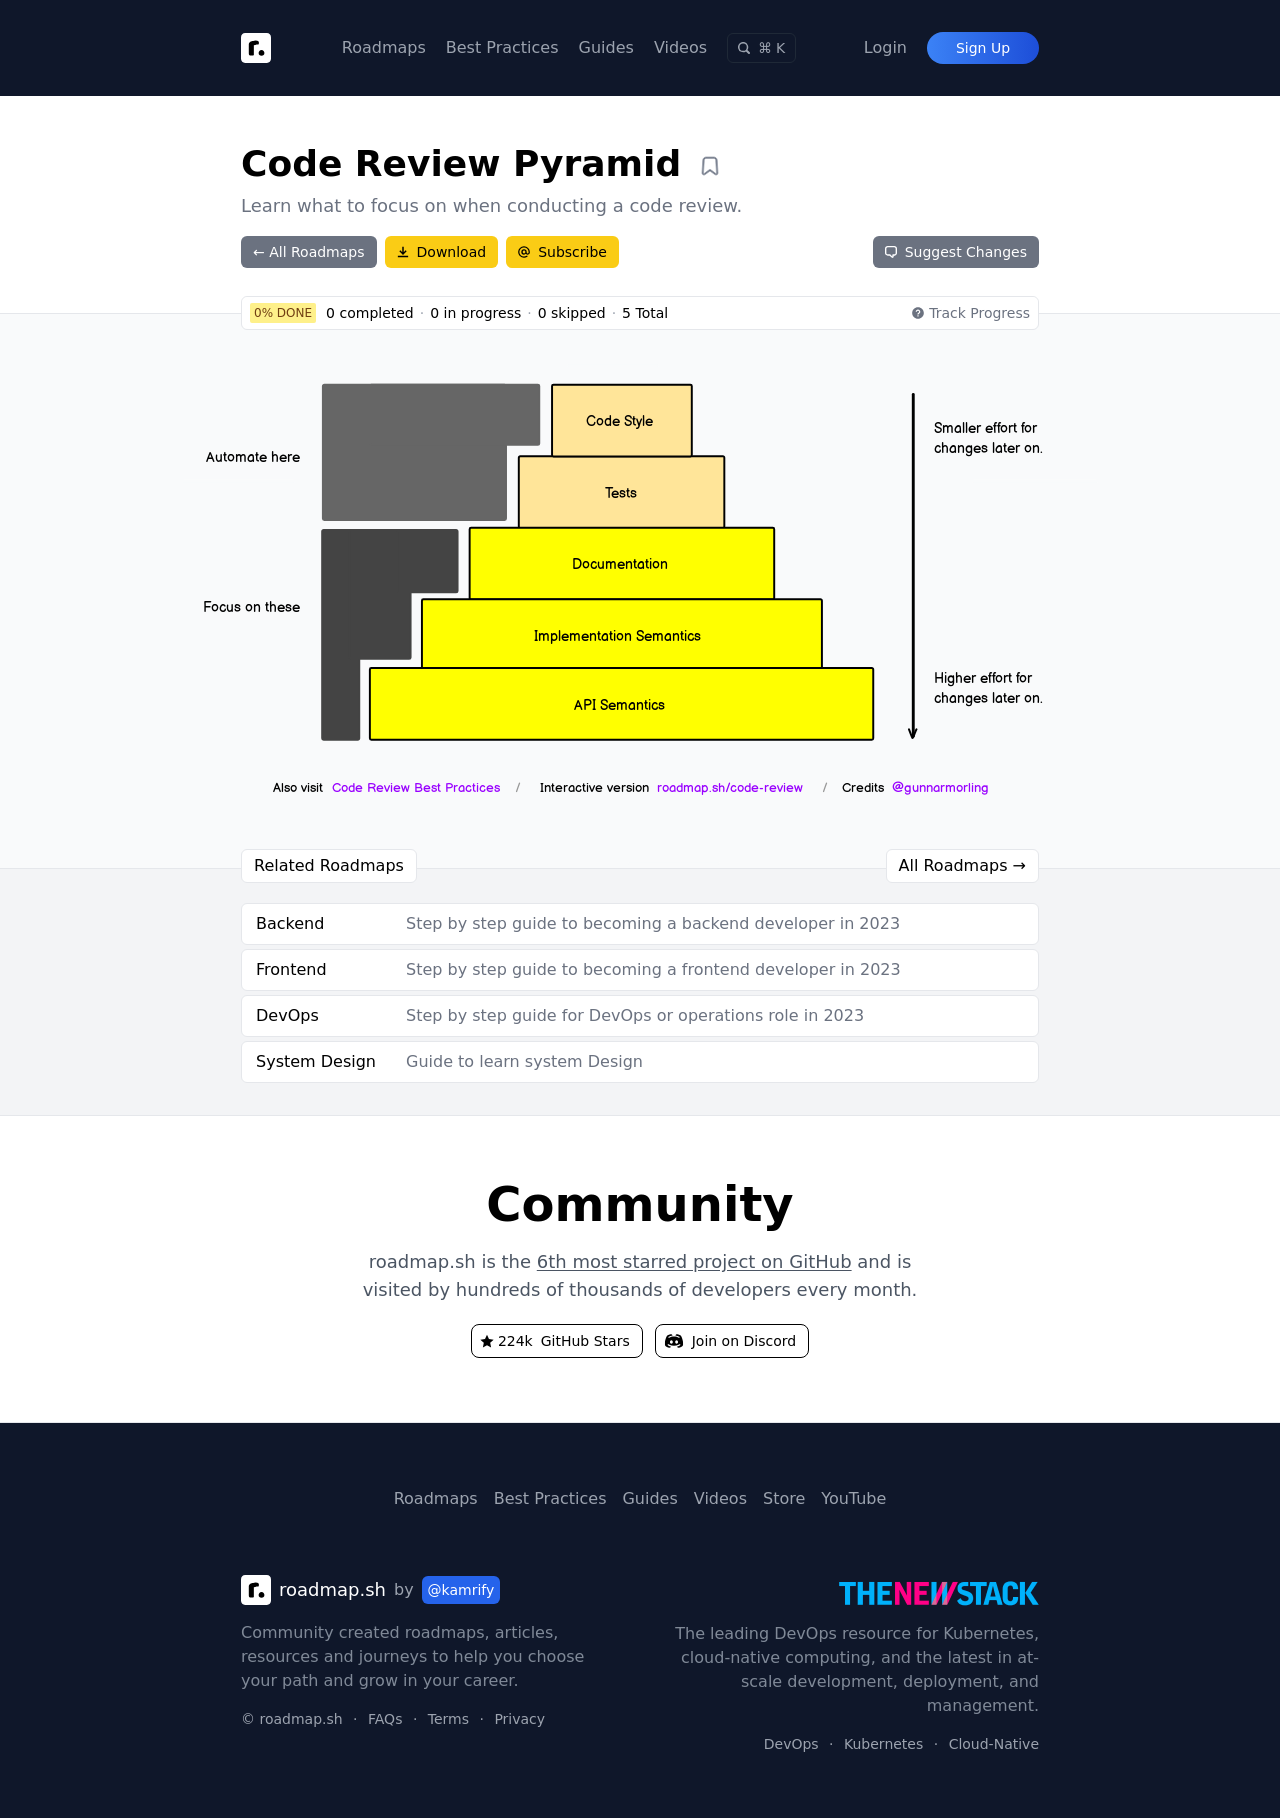 r.
Roadmaps Best Practices Guides Videos ⌘ K Login Sign Up
Code Review Pyramid
Learn what to focus on when conducting a code review.
← All Roadmaps Download Subscribe Suggest Changes
0% DONE 0 completed · 0 in progress · 0 skipped · 5 Total Track Progress
Code Style
Smaller effort for
changes later on.
Automate here
Tests
Documentation
Focus on these
Implementation Semantics
Higher effort for
changes later on.
API Semantics
Also visit Code Review Best Practices / Interactive version roadmap.sh/code-review / Credits @gunnarmorling
Related Roadmaps All Roadmaps →
Backend Step by step guide to becoming a backend developer in 2023
Frontend Step by step guide to becoming a frontend developer in 2023
DevOps Step by step guide for DevOps or operations role in 2023
System Design Guide to learn system Design
Community
roadmap.sh is the 6th most starred project on GitHub and is
visited by hundreds of thousands of developers every month.
224k GitHub Stars Join on Discord
Roadmaps Best Practices Guides Videos Store YouTube
r. roadmap.sh by @kamrify
Community created roadmaps, articles,
resources and journeys to help you choose
your path and grow in your career.
© roadmap.sh · FAQs · Terms · Privacy
THENEWSTACK
The leading DevOps resource for Kubernetes,
cloud-native computing, and the latest in at-
scale development, deployment, and
management.
DevOps · Kubernetes · Cloud-Native